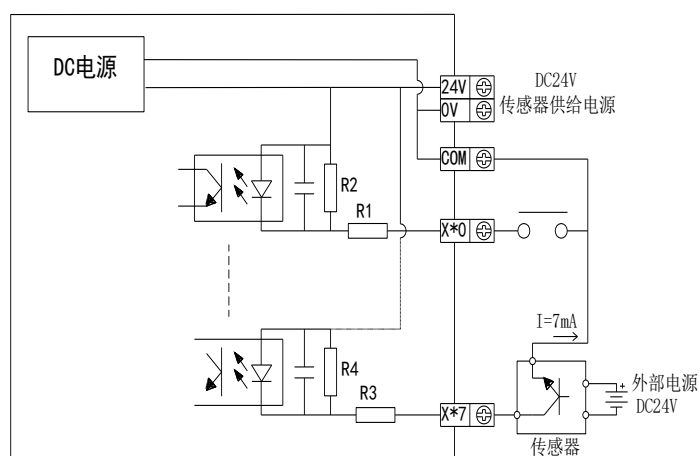 DC电源
24V
DC24V
0V
传感器供给电源
COM
R2
R1
X*0
I=7mA
R4
R3
X*7
+
外部电源
DC24V
传感器